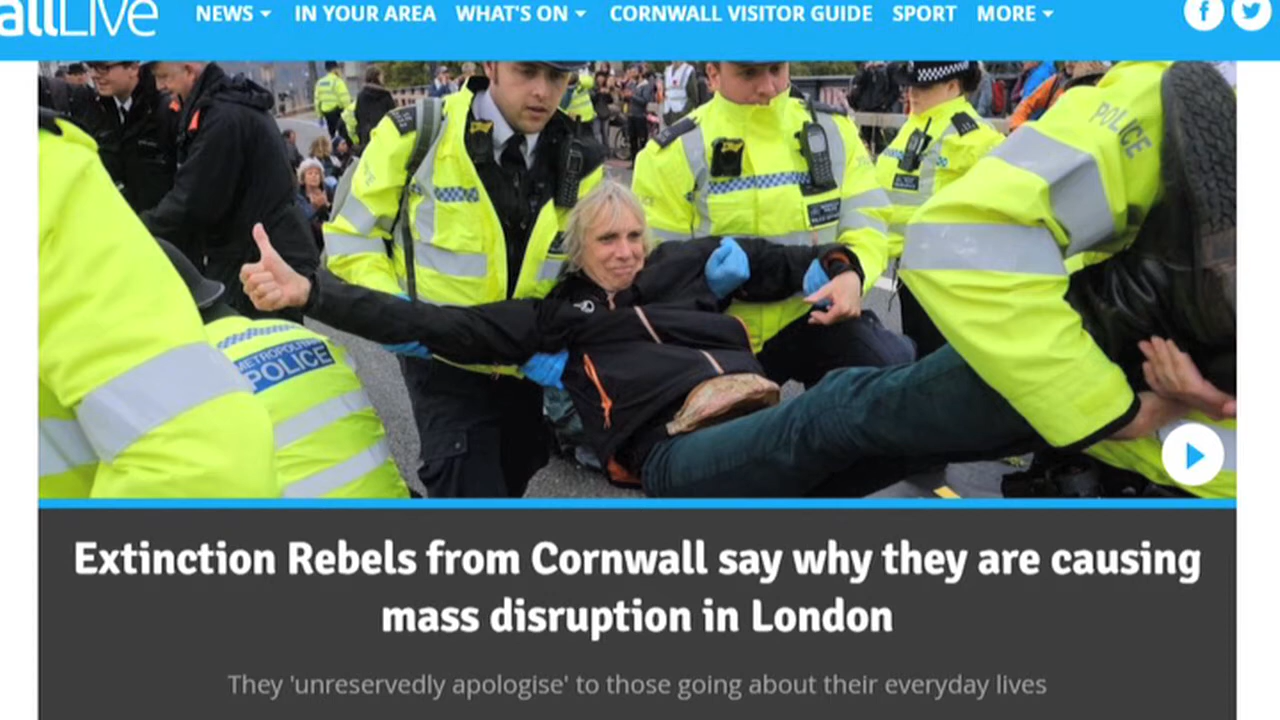 allLive
NEWS IN YOUR AREA WHAT'S ON CORNWALL VISITOR GUIDE SPORT MORE
POLICE
METROPOLITAN
POLICE
Extinction Rebels from Cornwall say why they are causing
mass disruption in London
They 'unreservedly apologise' to those going about their everyday lives